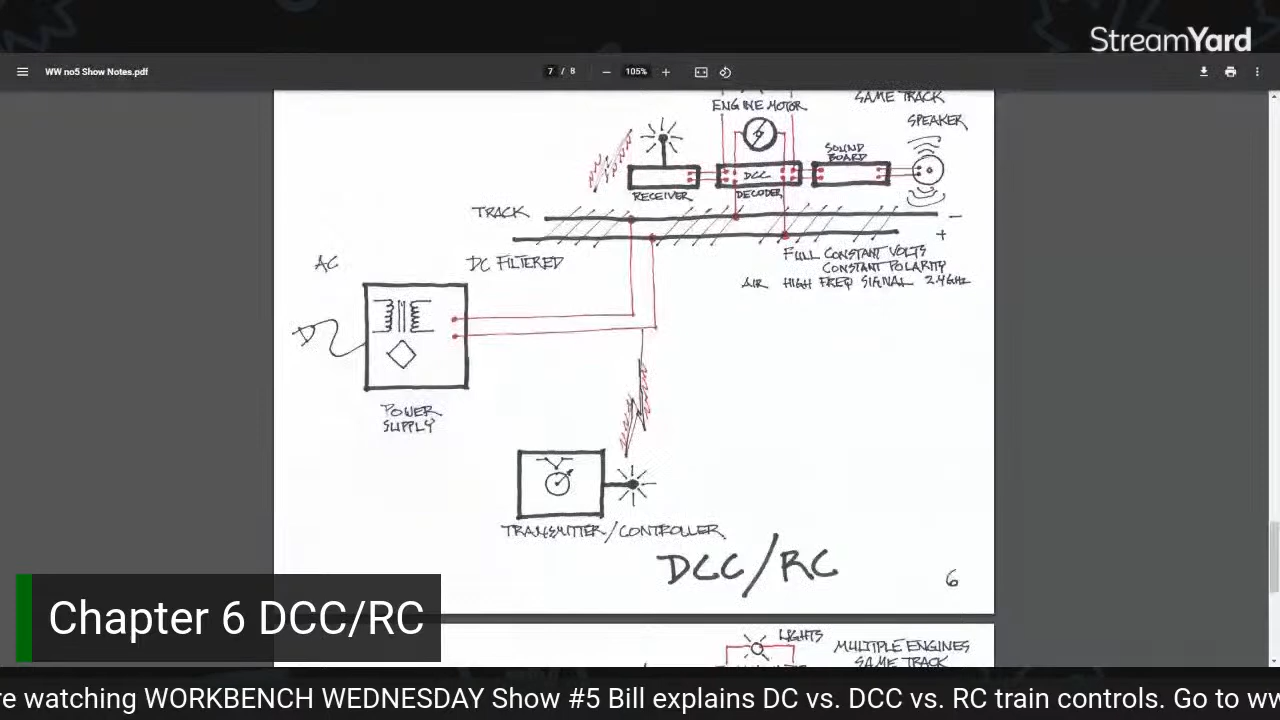 StreamYard
WW no5 Show Notes.pdf
7 / 8
105%
ENGINE MOTOR
SAME TRACK
SPEAKER
SOUND
BOARD
DCC
RECEIVER
DECODER
TRACK
−
+
AC
DC FILTERED
FULL CONSTANT VOLTS
CONSTANT POLARITY
AIR HIGH FREQ SIGNAL 2.4GHz
POWER
SUPPLY
TRANSMITTER/CONTROLLER
DCC/RC
6
Chapter 6 DCC/RC
LIGHTS
MULTIPLE ENGINES
SAME TRACK
re watching WORKBENCH WEDNESDAY Show #5 Bill explains DC vs. DCC vs. RC train controls. Go to ww